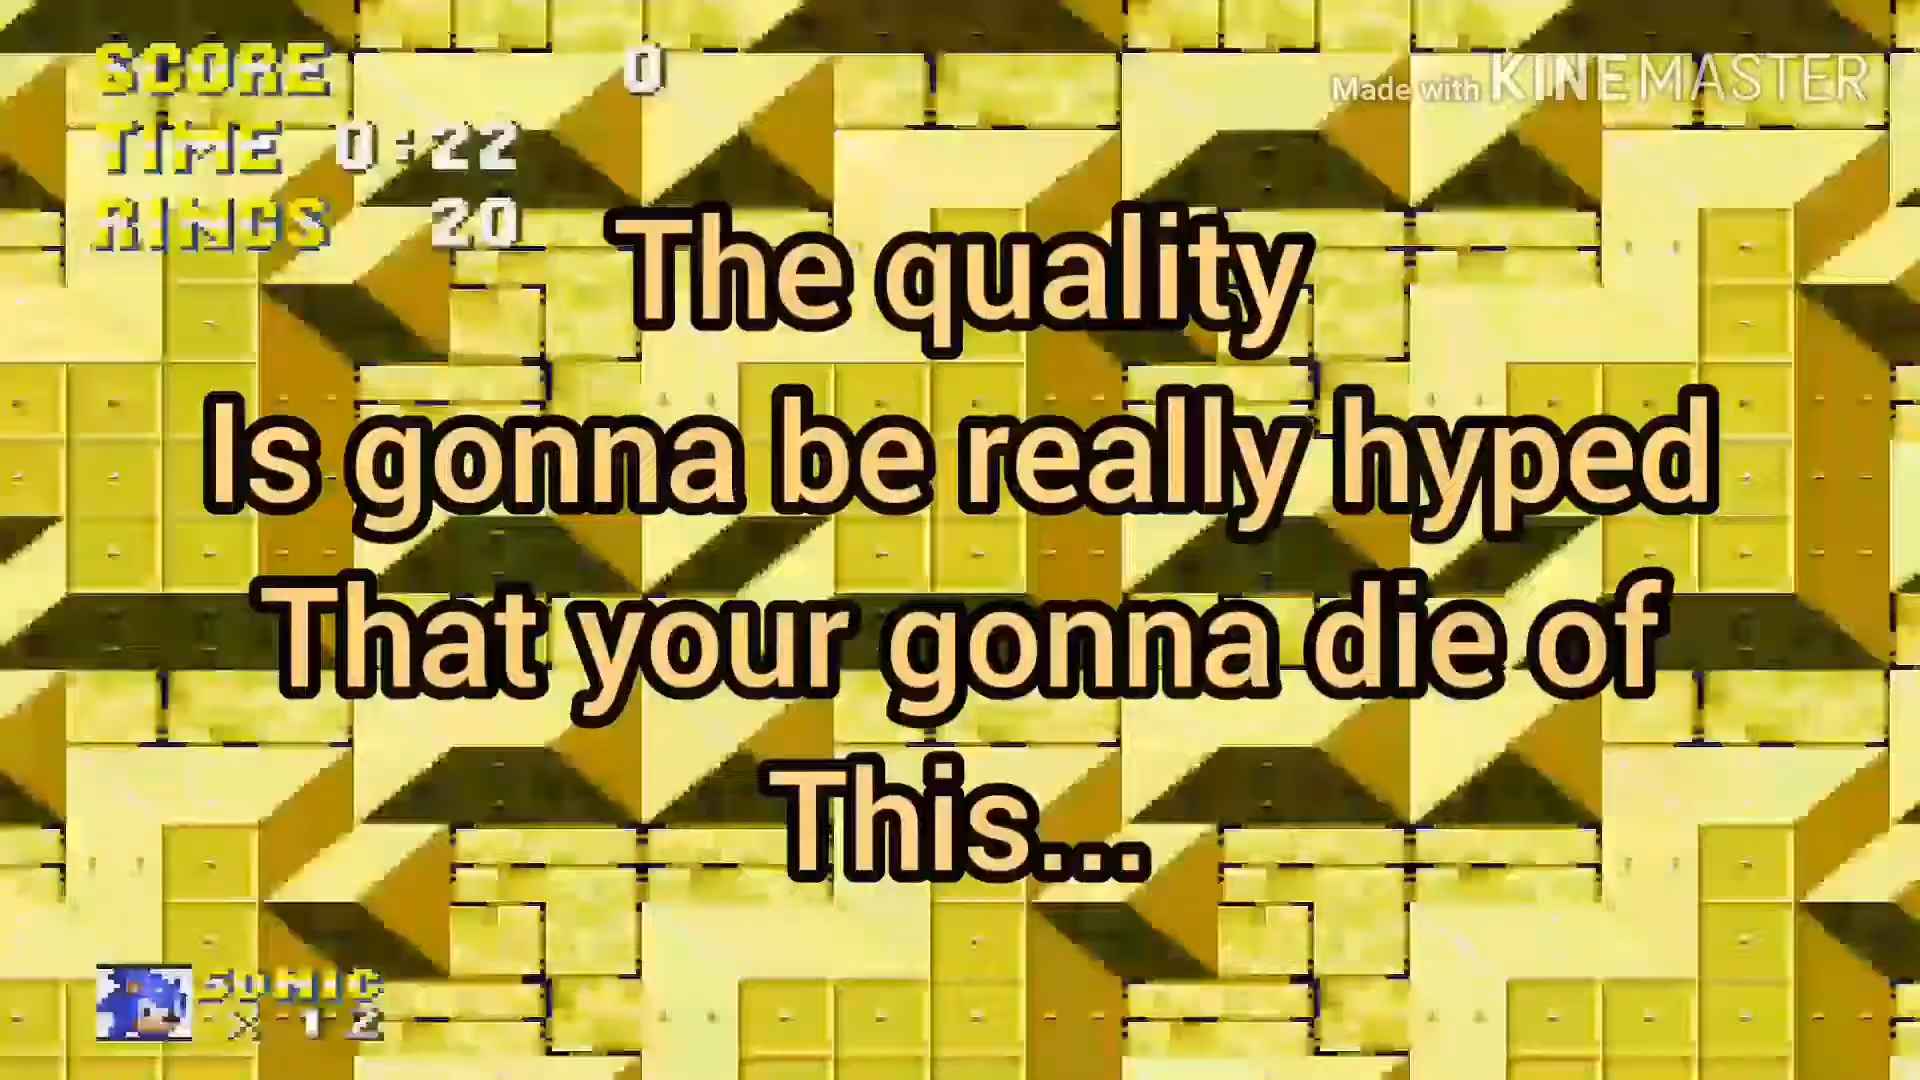 SCORE 0
Made with KINEMASTER
TIME 0:22
RINGS 20
The quality
Is gonna be really hyped
That your gonna die of
This...
SONIC
X 12